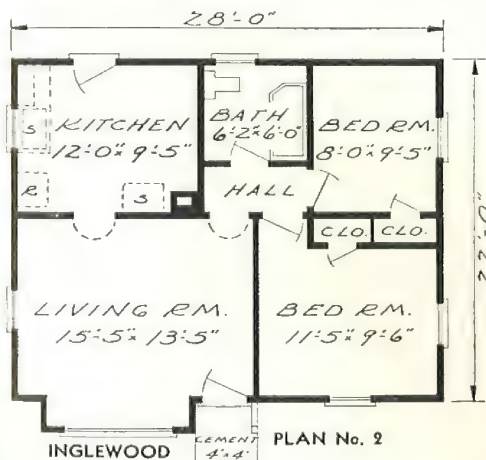 28'-0"
KITCHEN
12'-0" x 9'-5"
S
R
S
BATH
6'-2" x 6'-0"
BED RM.
8'-0" x 9'-5"
HALL
CLO.
CLO.
22'-0"
LIVING RM.
15'-5" x 13'-5"
BED RM.
11'-5" x 9'-6"
CEMENT
4' x 4'
INGLEWOOD
PLAN No. 2